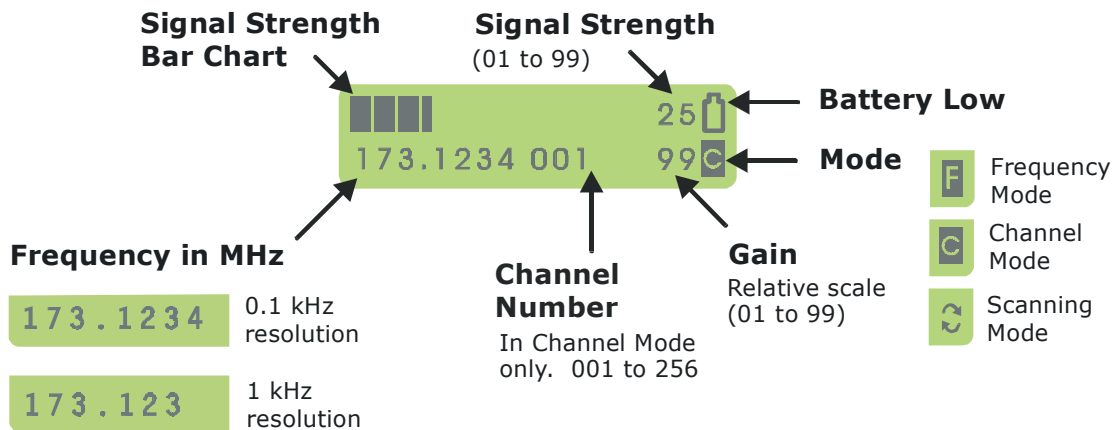 Signal Strength
Bar Chart
Signal Strength
(01 to 99)
25
Battery Low
173.1234 001 99 C
Mode
F
Frequency
Mode
C
Channel
Mode
Scanning
Mode
Frequency in MHz
173.1234
0.1 kHz
resolution
173.123
1 kHz
resolution
Channel
Number
In Channel Mode
only. 001 to 256
Gain
Relative scale
(01 to 99)